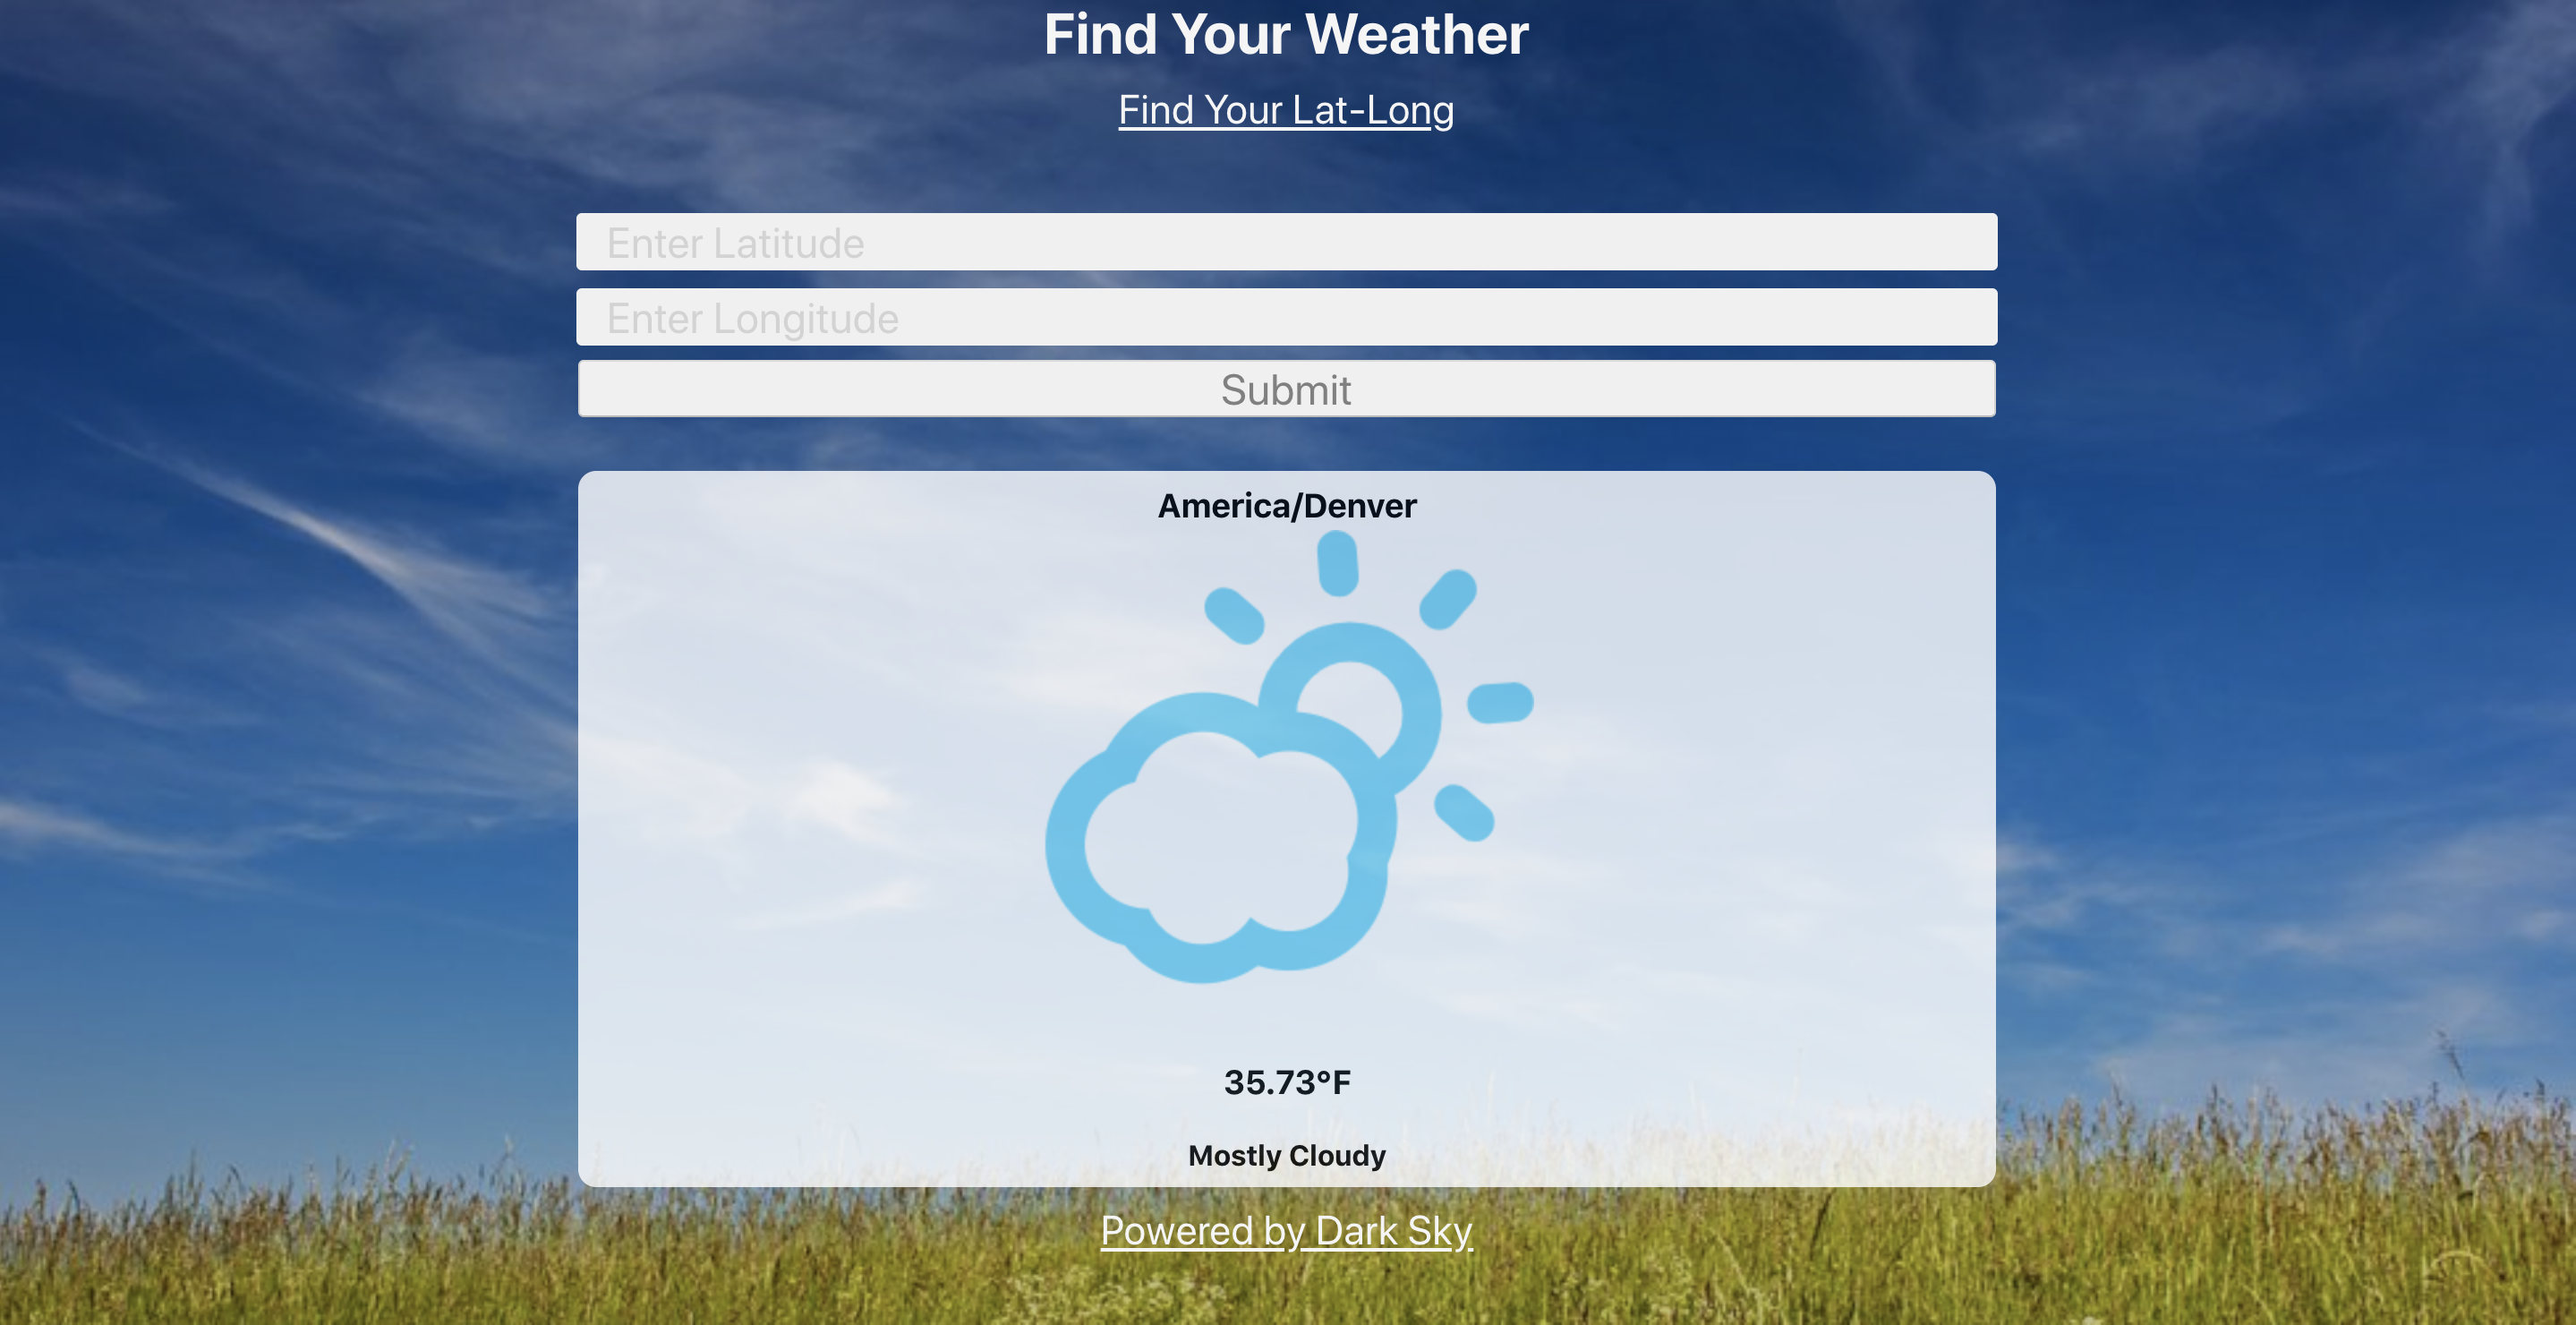 Find Your Weather
Find Your Lat-Long
Enter Latitude
Enter Longitude
Submit
America/Denver
35.73°F
Mostly Cloudy
Powered by Dark Sky